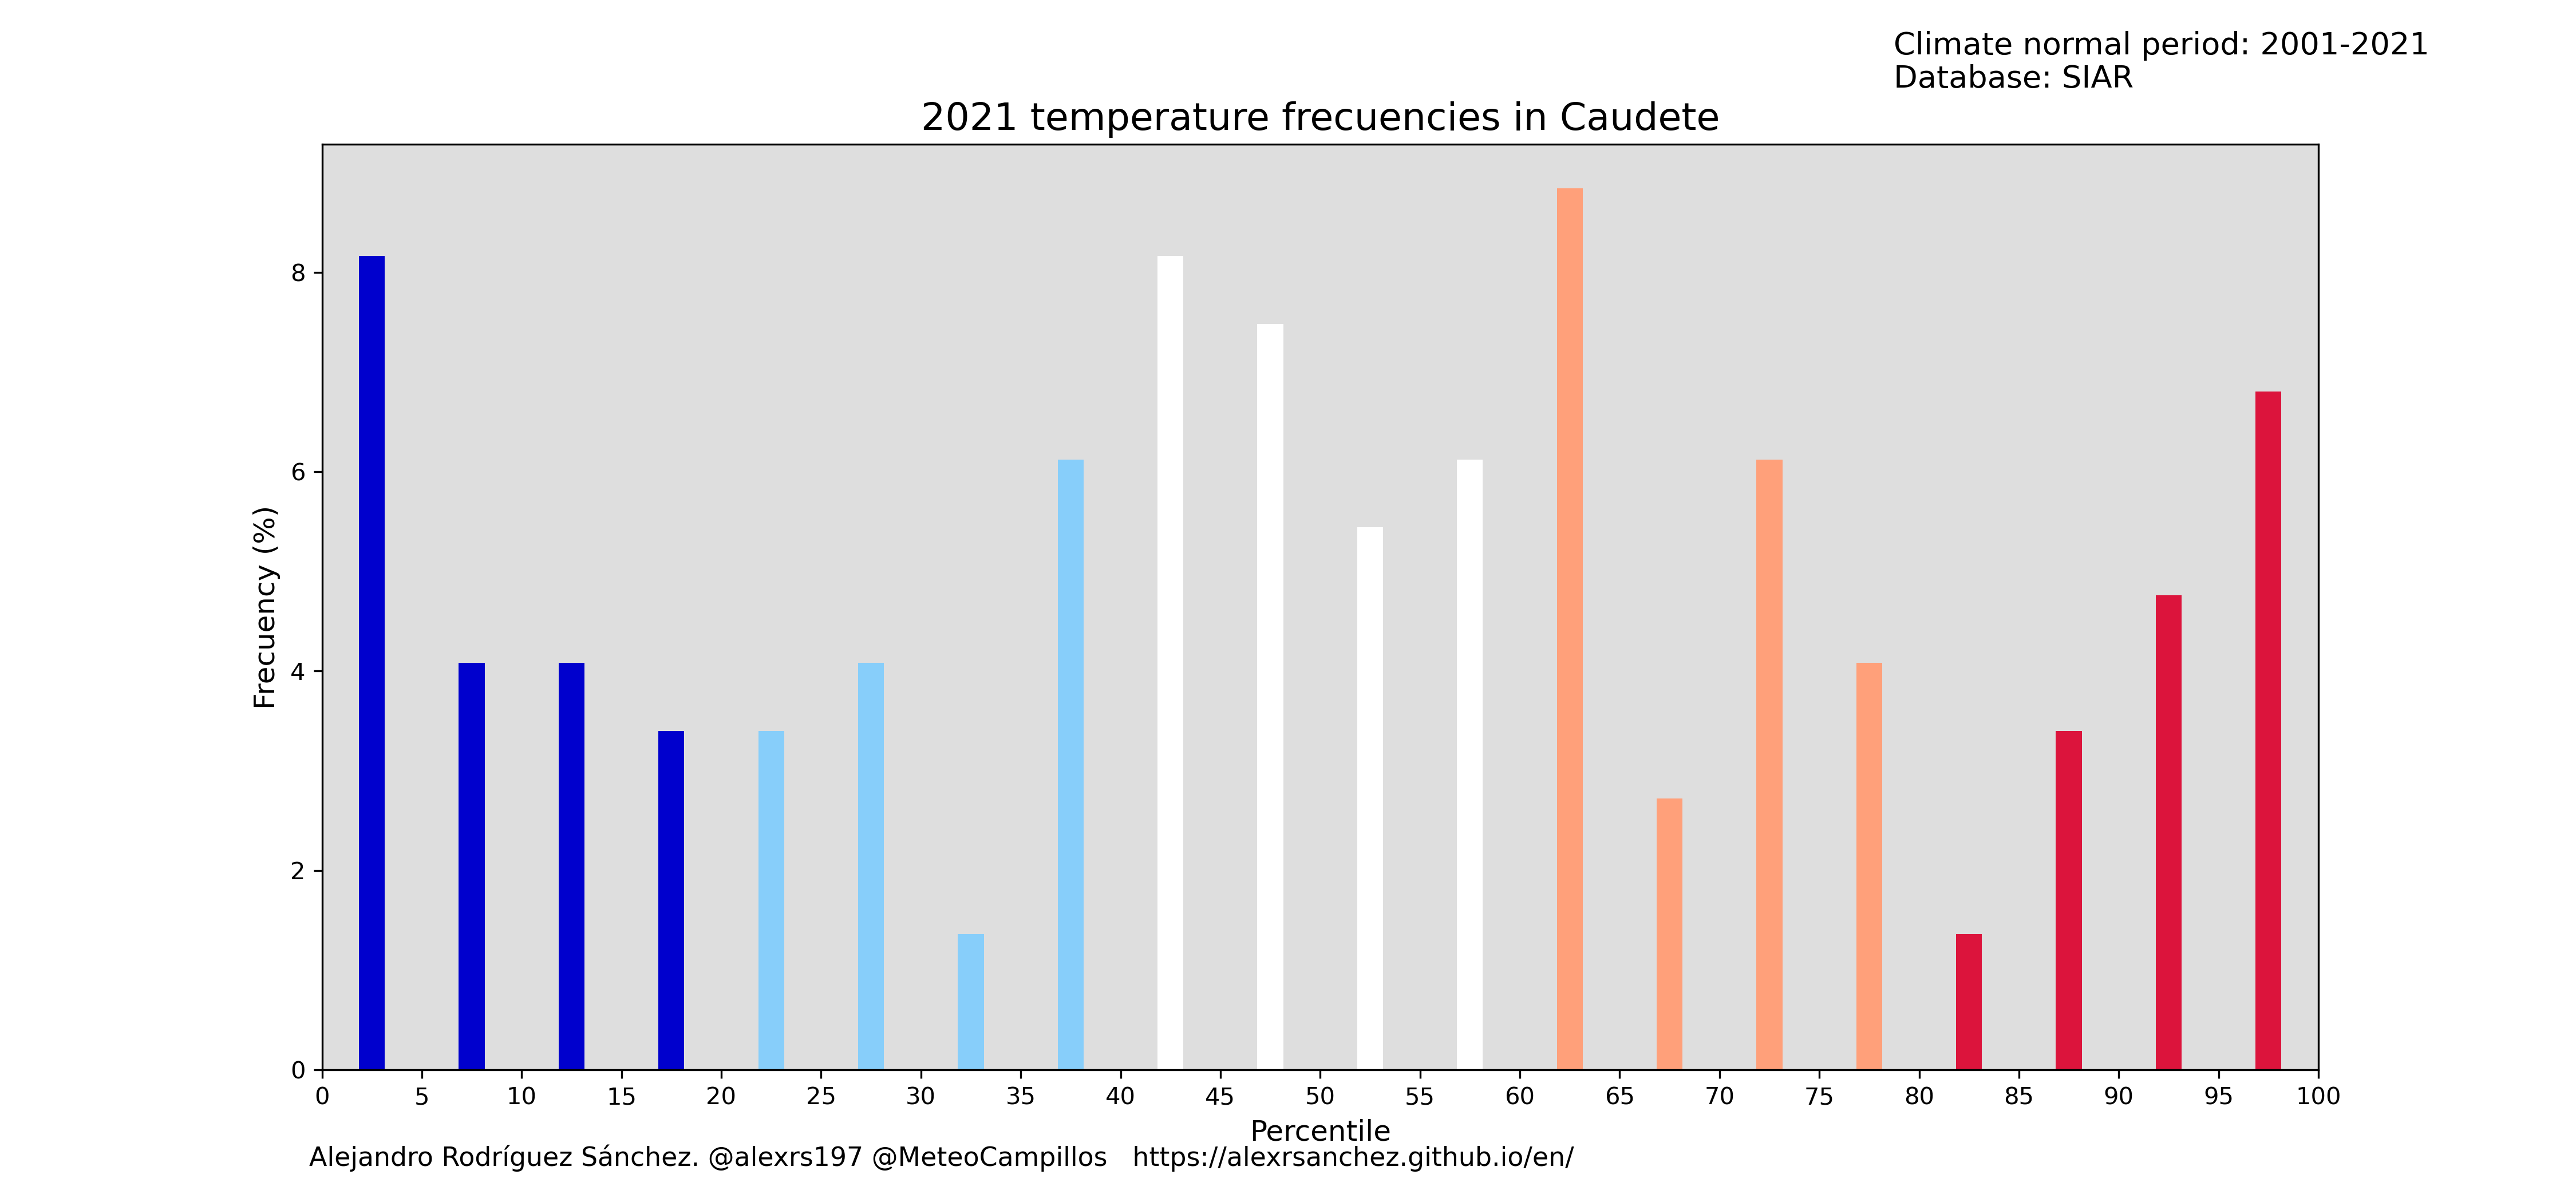 Climate normal period: 2001-2021
Database: SIAR
2021 temperature frecuencies in Caudete
8
6
4
2
0
Frecuency (%)
0 5 10 15 20 25 30 35 40 45 50 55 60 65 70 75 80 85 90 95 100
Percentile
Alejandro Rodríguez Sánchez. @alexrs197 @MeteoCampillos https://alexrsanchez.github.io/en/